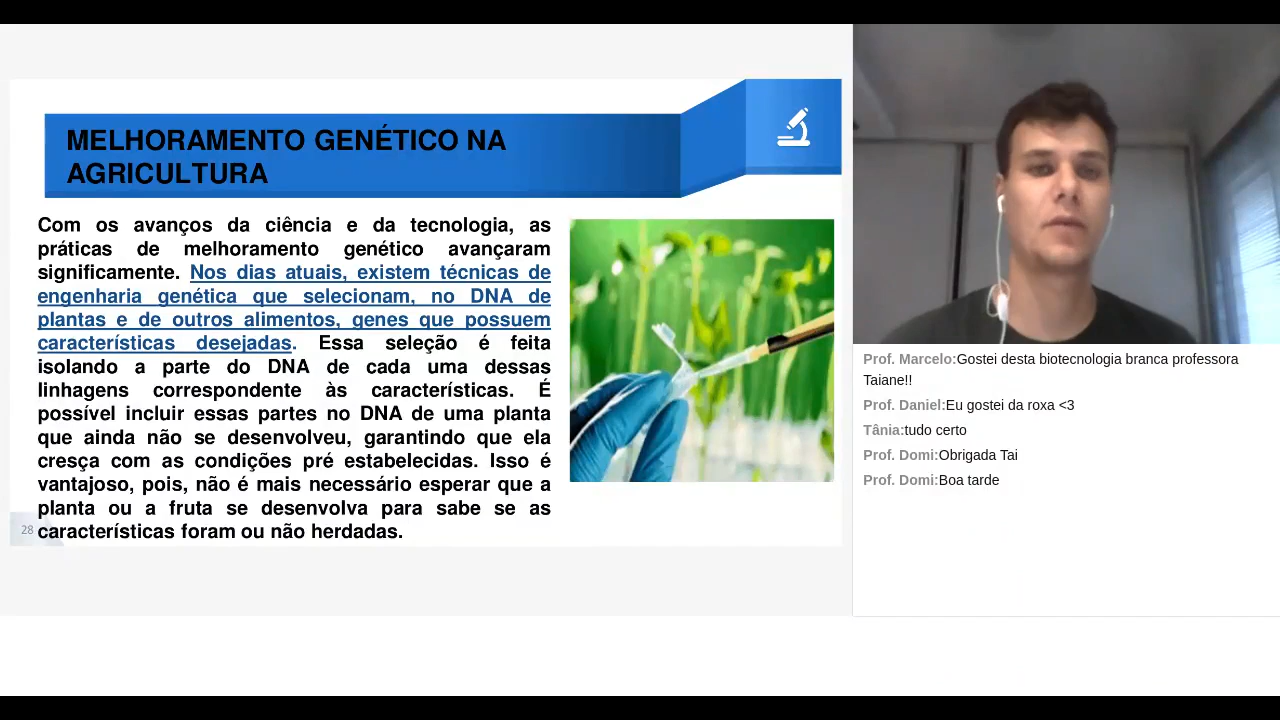 MELHORAMENTO GENÉTICO NA
AGRICULTURA
Com os avanços da ciência e da tecnologia, as
práticas de melhoramento genético avançaram
significamente. Nos dias atuais, existem técnicas de
engenharia genética que selecionam, no DNA de
plantas e de outros alimentos, genes que possuem
características desejadas. Essa seleção é feita
isolando a parte do DNA de cada uma dessas
linhagens correspondente às características. É
possível incluir essas partes no DNA de uma planta
que ainda não se desenvolveu, garantindo que ela
cresça com as condições pré estabelecidas. Isso é
vantajoso, pois, não é mais necessário esperar que a
planta ou a fruta se desenvolva para sabe se as
características foram ou não herdadas.
28
Prof. Marcelo:Gostei desta biotecnologia branca professora
Taiane!!
Prof. Daniel:Eu gostei da roxa <3
Tânia:tudo certo
Prof. Domi:Obrigada Tai
Prof. Domi:Boa tarde